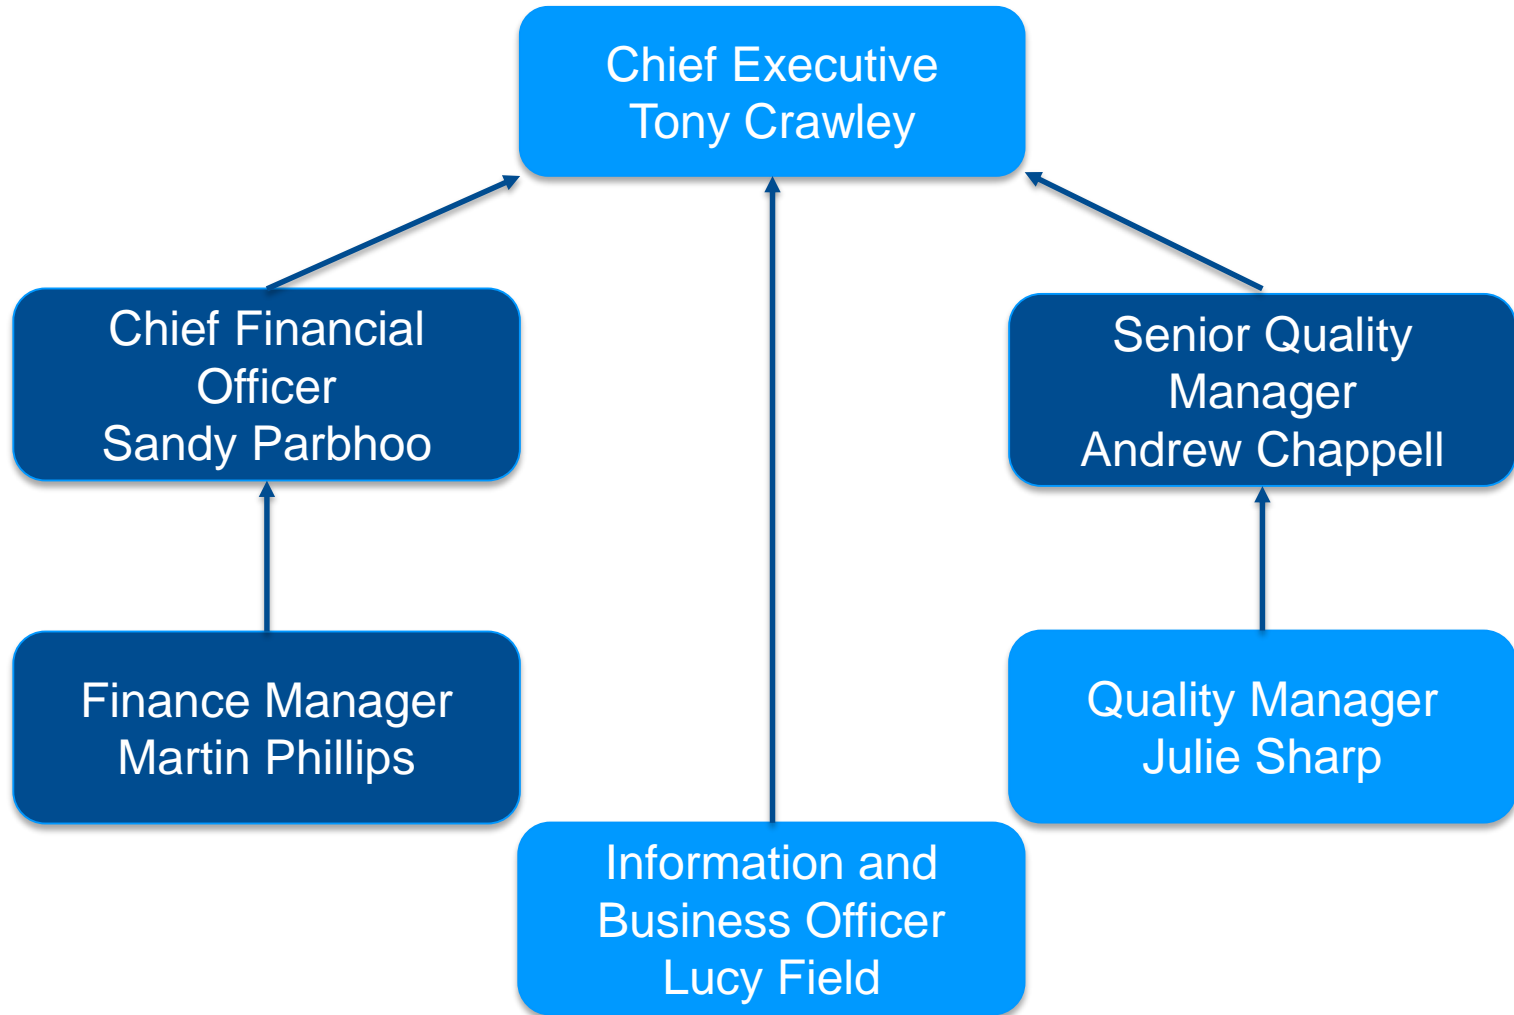 Chief Executive
Tony Crawley
Chief Financial
Officer
Sandy Parbhoo
Senior Quality
Manager
Andrew Chappell
Finance Manager
Martin Phillips
Quality Manager
Julie Sharp
Information and
Business Officer
Lucy Field